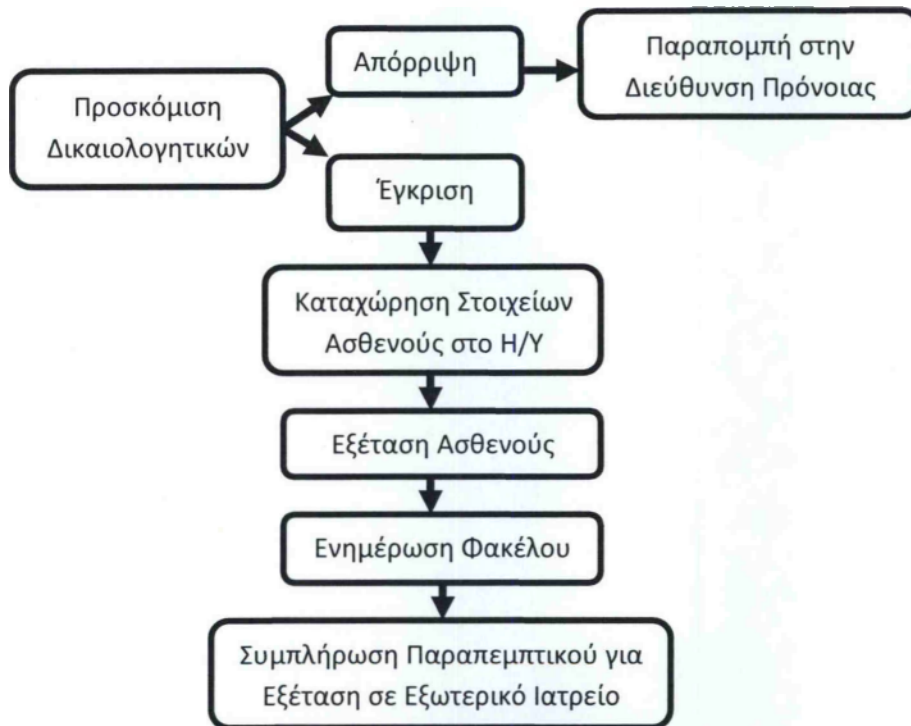 Προσκόμιση
Δικαιολογητικών
Απόρριψη
Παραπομπή στην
Διεύθυνση Πρόνοιας
Έγκριση
Καταχώρηση Στοιχείων
Ασθενούς στο Η/Υ
Εξέταση Ασθενούς
Ενημέρωση Φακέλου
Συμπλήρωση Παραπεμπτικού για
Εξέταση σε Εξωτερικό Ιατρείο